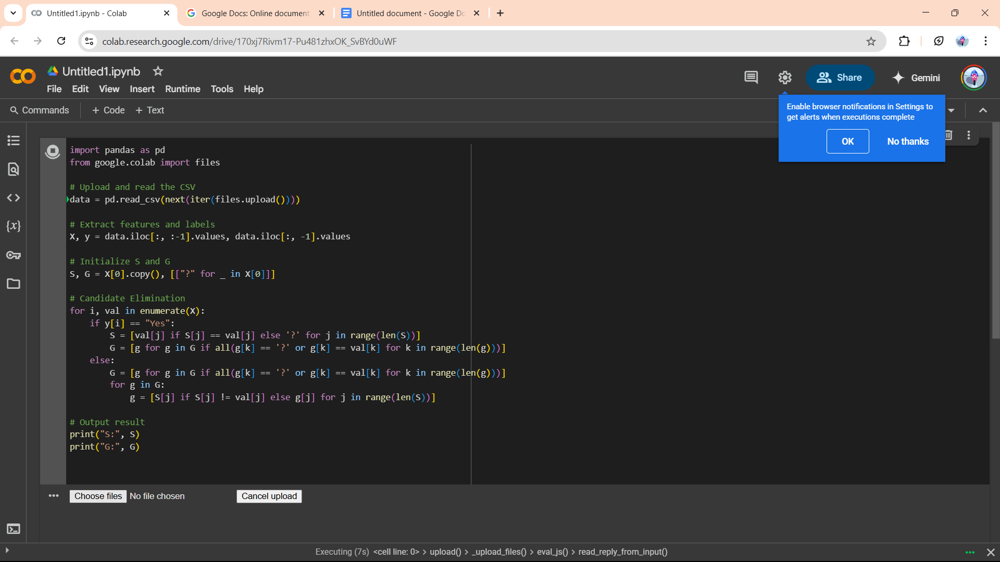 Untitled1.ipynb - Colab
Google Docs: Online document
Untitled document - Google Do
colab.research.google.com/drive/170xj7Rivm17-Pu481zhxOK_SvBYd0uWF
Untitled1.ipynb
File Edit View Insert Runtime Tools Help
Share
Gemini
Commands + Code + Text
Enable browser notifications in Settings to
get alerts when executions complete
OK No thanks
import pandas as pd
from google.colab import files
# Upload and read the CSV
data = pd.read_csv(next(iter(files.upload())))
# Extract features and labels
X, y = data.iloc[:, :-1].values, data.iloc[:, -1].values
# Initialize S and G
S, G = X[0].copy(), [["?" for _ in X[0]]]
# Candidate Elimination
for i, val in enumerate(X):
    if y[i] == "Yes":
        S = [val[j] if S[j] == val[j] else '?' for j in range(len(S))]
        G = [g for g in G if all(g[k] == '?' or g[k] == val[k] for k in range(len(g)))]
    else:
        G = [g for g in G if all(g[k] == '?' or g[k] == val[k] for k in range(len(g)))]
        for g in G:
            g = [S[j] if S[j] != val[j] else g[j] for j in range(len(S))]
# Output result
print("S:", S)
print("G:", G)
Choose files No file chosen Cancel upload
Executing (7s) <cell line: 0> > upload() > _upload_files() > eval_js() > read_reply_from_input()